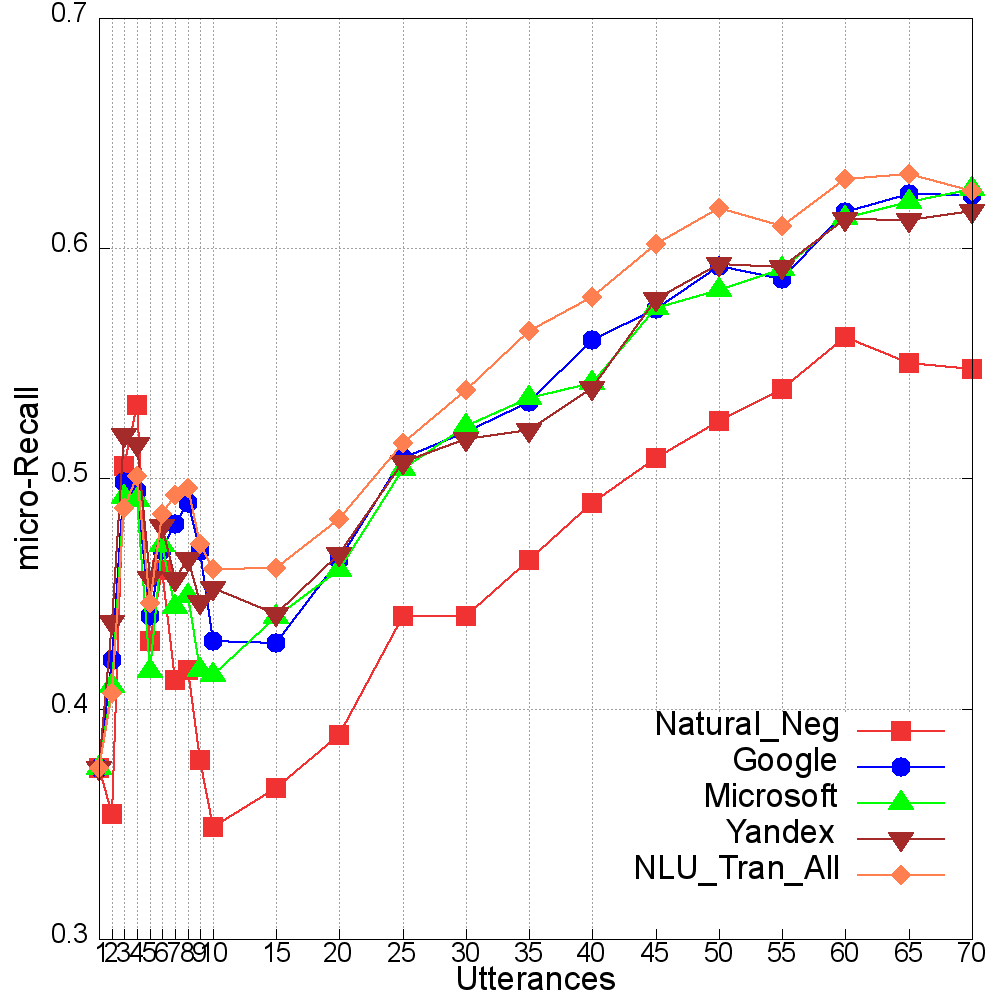 0.7
0.6
0.5
0.4
0.3
micro-Recall
Natural_Neg
Google
Microsoft
Yandex
NLU_Tran_All
1 2 3 4 5 6 7 8 9 10 15 20 25 30 35 40 45 50 55 60 65 70
Utterances